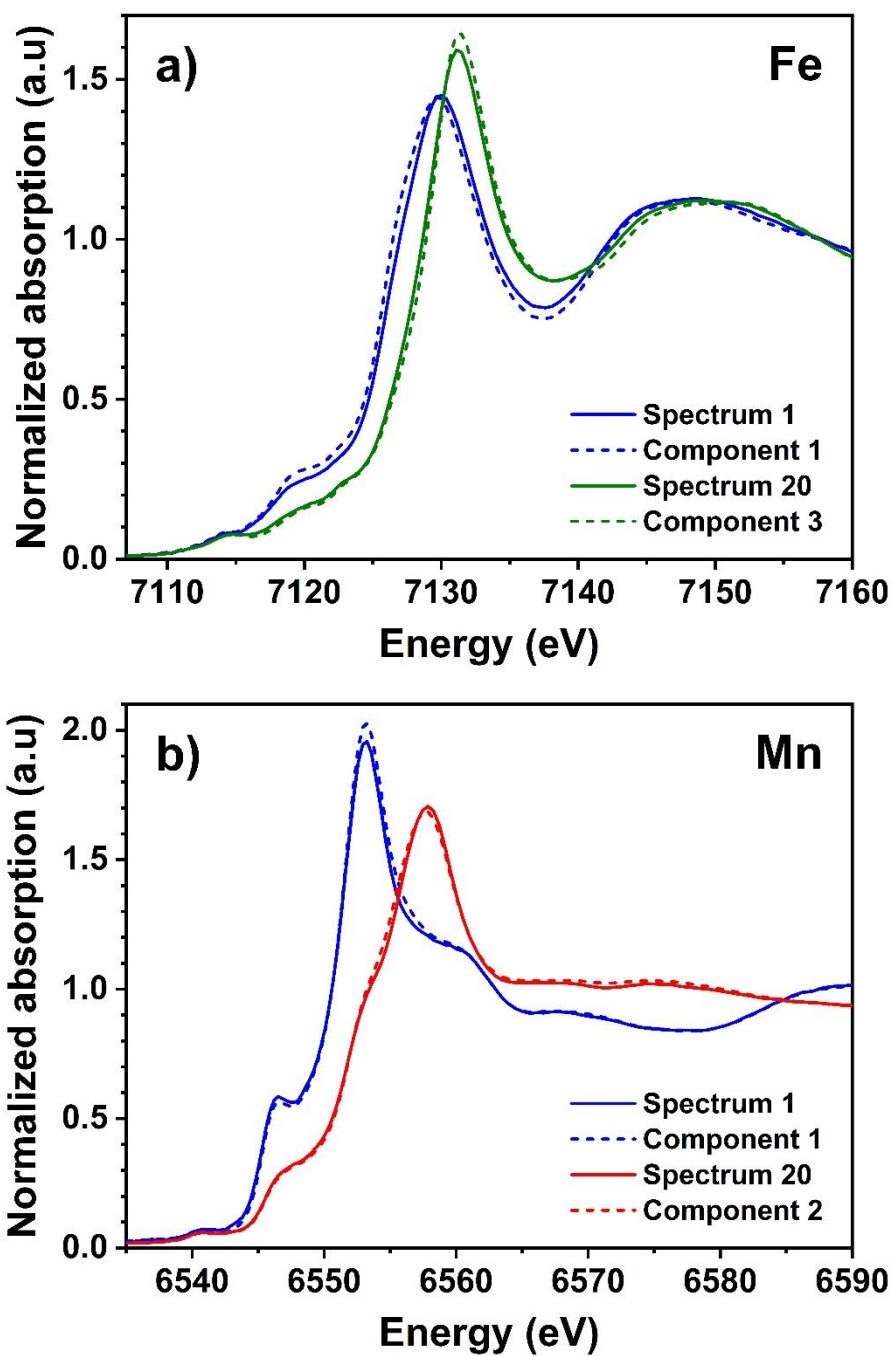 a)
Fe
Normalized absorption (a.u)
1.5
1.0
0.5
0.0
Spectrum 1
Component 1
Spectrum 20
Component 3
7110 7120 7130 7140 7150 7160
Energy (eV)
b)
Mn
Normalized absorption (a.u)
2.0
1.5
1.0
0.5
0.0
Spectrum 1
Component 1
Spectrum 20
Component 2
6540 6550 6560 6570 6580 6590
Energy (eV)